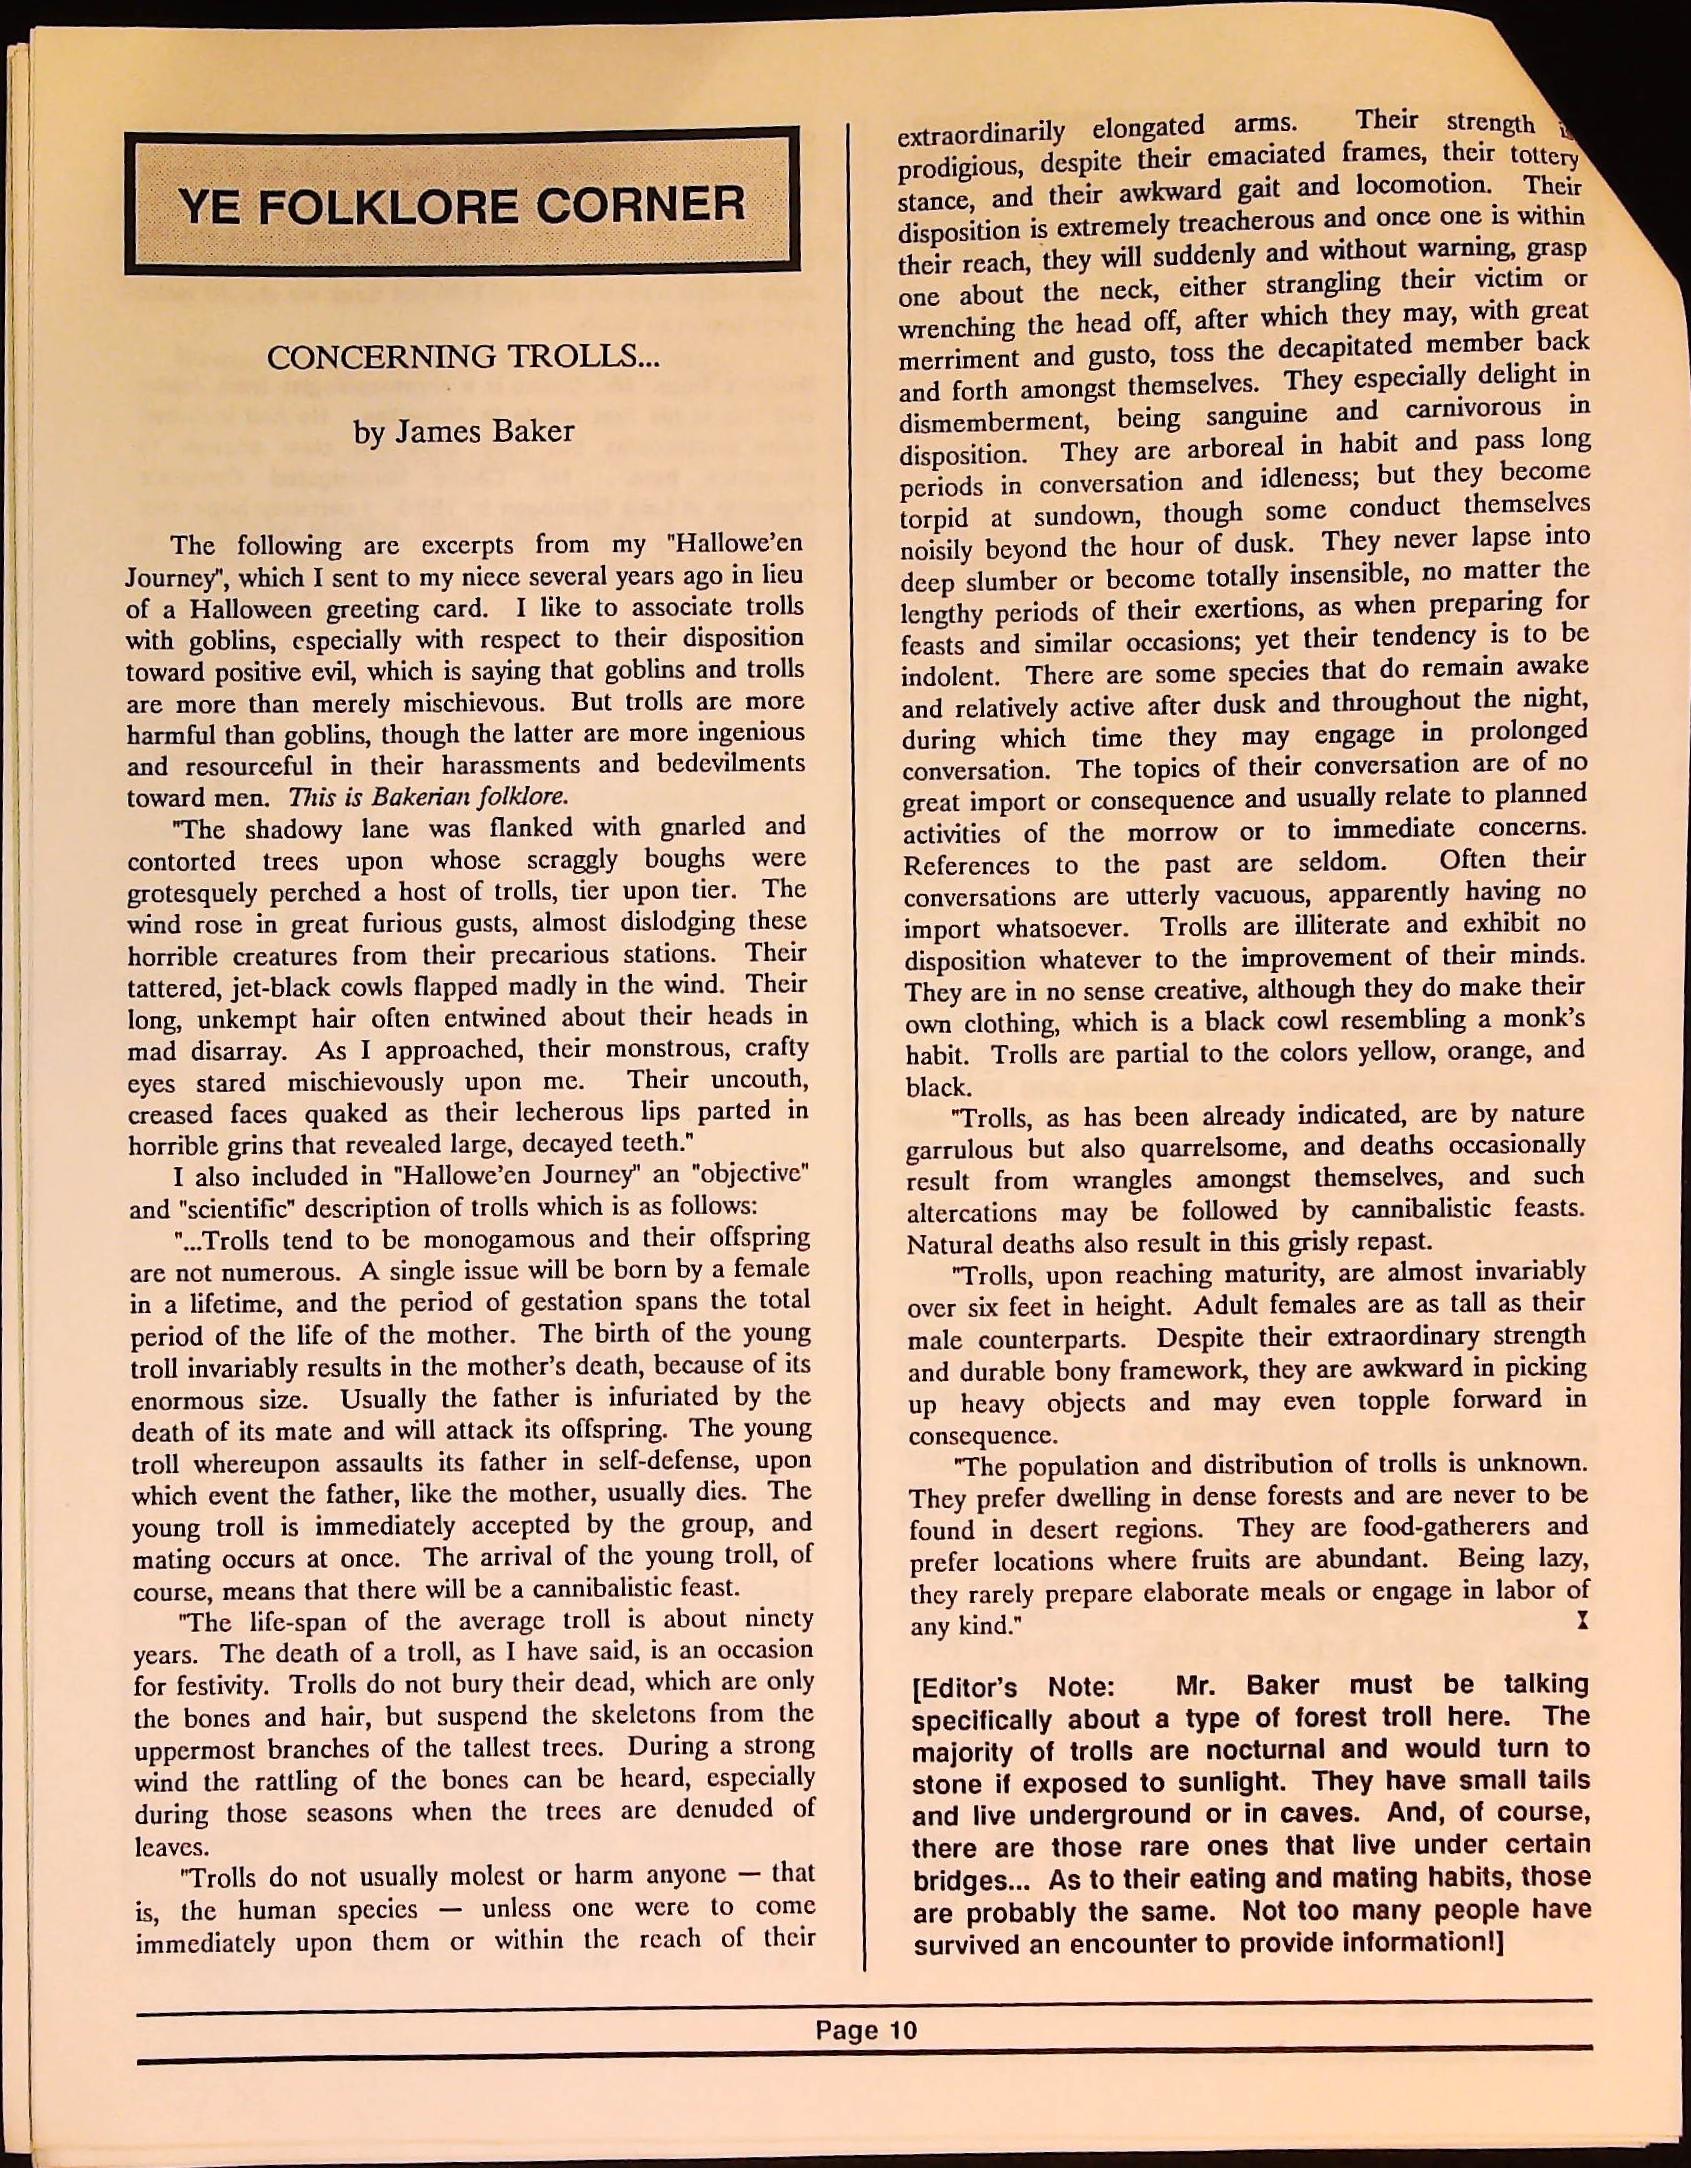 YE FOLKLORE CORNER
CONCERNING TROLLS...
by James Baker
The following are excerpts from my "Hallowe'en
Journey", which I sent to my niece several years ago in lieu
of a Halloween greeting card. I like to associate trolls
with goblins, especially with respect to their disposition
toward positive evil, which is saying that goblins and trolls
are more than merely mischievous. But trolls are more
harmful than goblins, though the latter are more ingenious
and resourceful in their harassments and bedevilments
toward men. This is Bakerian folklore.
"The shadowy lane was flanked with gnarled and
contorted trees upon whose scraggly boughs were
grotesquely perched a host of trolls, tier upon tier. The
wind rose in great furious gusts, almost dislodging these
horrible creatures from their precarious stations. Their
tattered, jet-black cowls flapped madly in the wind. Their
long, unkempt hair often entwined about their heads in
mad disarray. As I approached, their monstrous, crafty
eyes stared mischievously upon me. Their uncouth,
creased faces quaked as their lecherous lips parted in
horrible grins that revealed large, decayed teeth."
I also included in "Hallowe'en Journey" an "objective"
and "scientific" description of trolls which is as follows:
"...Trolls tend to be monogamous and their offspring
are not numerous. A single issue will be born by a female
in a lifetime, and the period of gestation spans the total
period of the life of the mother. The birth of the young
troll invariably results in the mother's death, because of its
enormous size. Usually the father is infuriated by the
death of its mate and will attack its offspring. The young
troll whereupon assaults its father in self-defense, upon
which event the father, like the mother, usually dies. The
young troll is immediately accepted by the group, and
mating occurs at once. The arrival of the young troll, of
course, means that there will be a cannibalistic feast.
"The life-span of the average troll is about ninety
years. The death of a troll, as I have said, is an occasion
for festivity. Trolls do not bury their dead, which are only
the bones and hair, but suspend the skeletons from the
uppermost branches of the tallest trees. During a strong
wind the rattling of the bones can be heard, especially
during those seasons when the trees are denuded of
leaves.
"Trolls do not usually molest or harm anyone — that
is, the human species — unless one were to come
immediately upon them or within the reach of their
extraordinarily elongated arms. Their strength
prodigious, despite their emaciated frames, their tottery
stance, and their awkward gait and locomotion. Their
disposition is extremely treacherous and once one is within
their reach, they will suddenly and without warning, grasp
one about the neck, either strangling their victim or
wrenching the head off, after which they may, with great
merriment and gusto, toss the decapitated member back
and forth amongst themselves. They especially delight in
dismemberment, being sanguine and carnivorous in
disposition. They are arboreal in habit and pass long
periods in conversation and idleness; but they become
torpid at sundown, though some conduct themselves
noisily beyond the hour of dusk. They never lapse into
deep slumber or become totally insensible, no matter the
lengthy periods of their exertions, as when preparing for
feasts and similar occasions; yet their tendency is to be
indolent. There are some species that do remain awake
and relatively active after dusk and throughout the night,
during which time they may engage in prolonged
conversation. The topics of their conversation are of no
great import or consequence and usually relate to planned
activities of the morrow or to immediate concerns.
References to the past are seldom. Often their
conversations are utterly vacuous, apparently having no
import whatsoever. Trolls are illiterate and exhibit no
disposition whatever to the improvement of their minds.
They are in no sense creative, although they do make their
own clothing, which is a black cowl resembling a monk's
habit. Trolls are partial to the colors yellow, orange, and
black.
"Trolls, as has been already indicated, are by nature
garrulous but also quarrelsome, and deaths occasionally
result from wrangles amongst themselves, and such
altercations may be followed by cannibalistic feasts.
Natural deaths also result in this grisly repast.
"Trolls, upon reaching maturity, are almost invariably
over six feet in height. Adult females are as tall as their
male counterparts. Despite their extraordinary strength
and durable bony framework, they are awkward in picking
up heavy objects and may even topple forward in
consequence.
"The population and distribution of trolls is unknown.
They prefer dwelling in dense forests and are never to be
found in desert regions. They are food-gatherers and
prefer locations where fruits are abundant. Being lazy,
they rarely prepare elaborate meals or engage in labor of
any kind."
[Editor's Note: Mr. Baker must be talking
specifically about a type of forest troll here. The
majority of trolls are nocturnal and would turn to
stone if exposed to sunlight. They have small tails
and live underground or in caves. And, of course,
there are those rare ones that live under certain
bridges... As to their eating and mating habits, those
are probably the same. Not too many people have
survived an encounter to provide information!]
Page 10